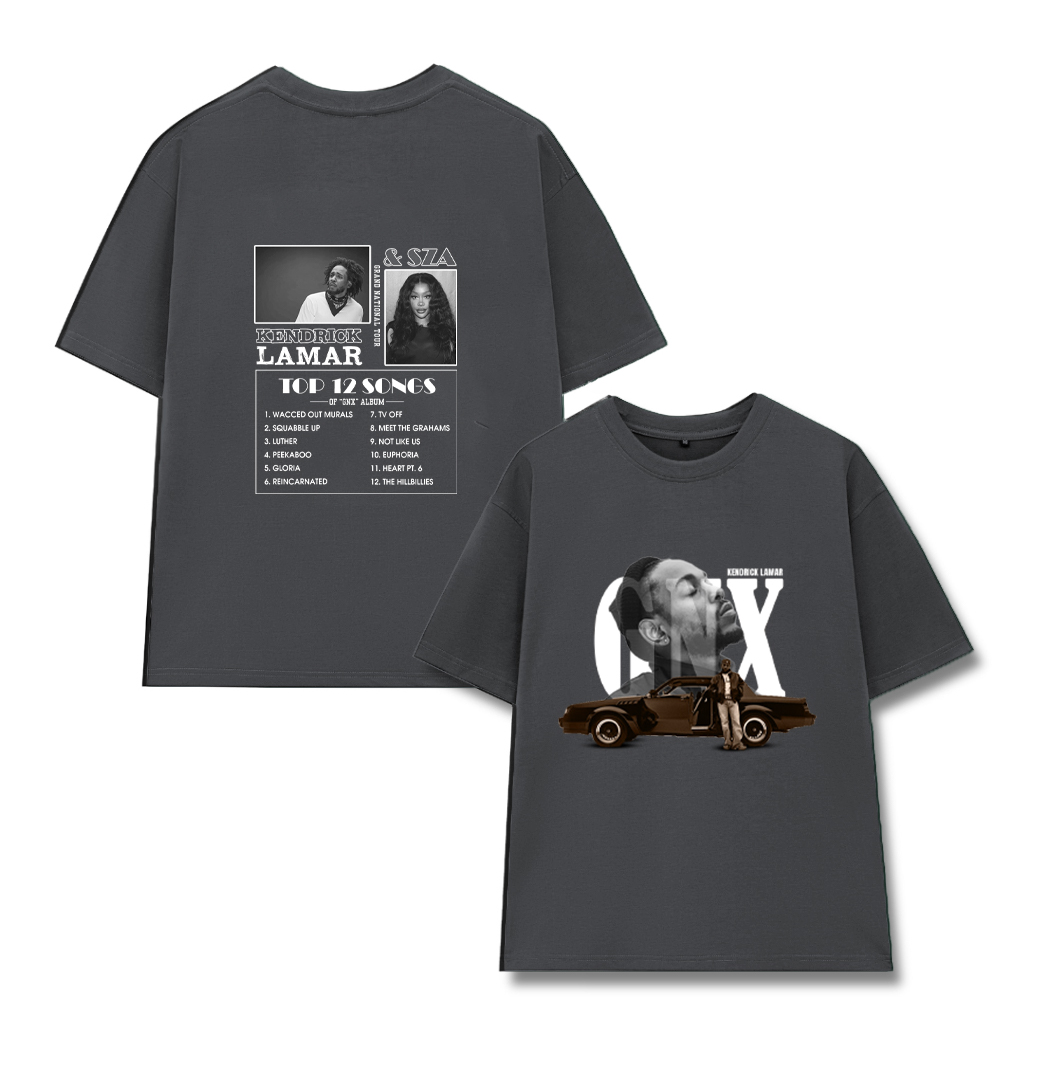 & SZA
GRAND NATIONAL TOUR
KENDRICK
LAMAR
TOP 12 SONGS
OF "GNX" ALBUM
1. WACCED OUT MURALS
2. SQUABBLE UP
3. LUTHER
4. PEEKABOO
5. GLORIA
6. REINCARNATED
7. TV OFF
8. MEET THE GRAHAMS
9. NOT LIKE US
10. EUPHORIA
11. HEART PT. 6
12. THE HILLBILLIES
KENDRICK LAMAR
GNX